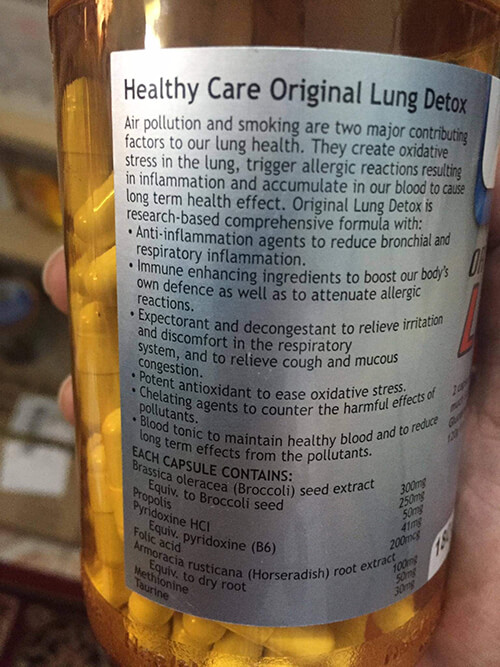 Healthy Care Original Lung Detox
Air pollution and smoking are two major contributing
factors to our lung health. They create oxidative
stress in the lung, trigger allergic reactions resulting
in inflammation and accumulate in our blood to cause
long term health effect. Original Lung Detox is
research-based comprehensive formula with:
• Anti-inflammation agents to reduce bronchial and
respiratory inflammation.
• Immune enhancing ingredients to boost our body's
own defence as well as to attenuate allergic
reactions.
• Expectorant and decongestant to relieve irritation
and discomfort in the respiratory
system, and to relieve cough and mucous
congestion.
• Potent antioxidant to ease oxidative stress.
• Chelating agents to counter the harmful effects of
pollutants.
• Blood tonic to maintain healthy blood and to reduce
long term effects from the pollutants.
EACH CAPSULE CONTAINS:
Brassica oleracea (Broccoli) seed extract
Equiv. to Broccoli seed 300mg
Propolis 250mg
Pyridoxine HCl 50mg
Equiv. pyridoxine (B6) 41mg
Folic acid 200mcg
Armoracia rusticana (Horseradish) root extract
Equiv. to dry root 100mg
Methionine 50mg
Taurine 30mg